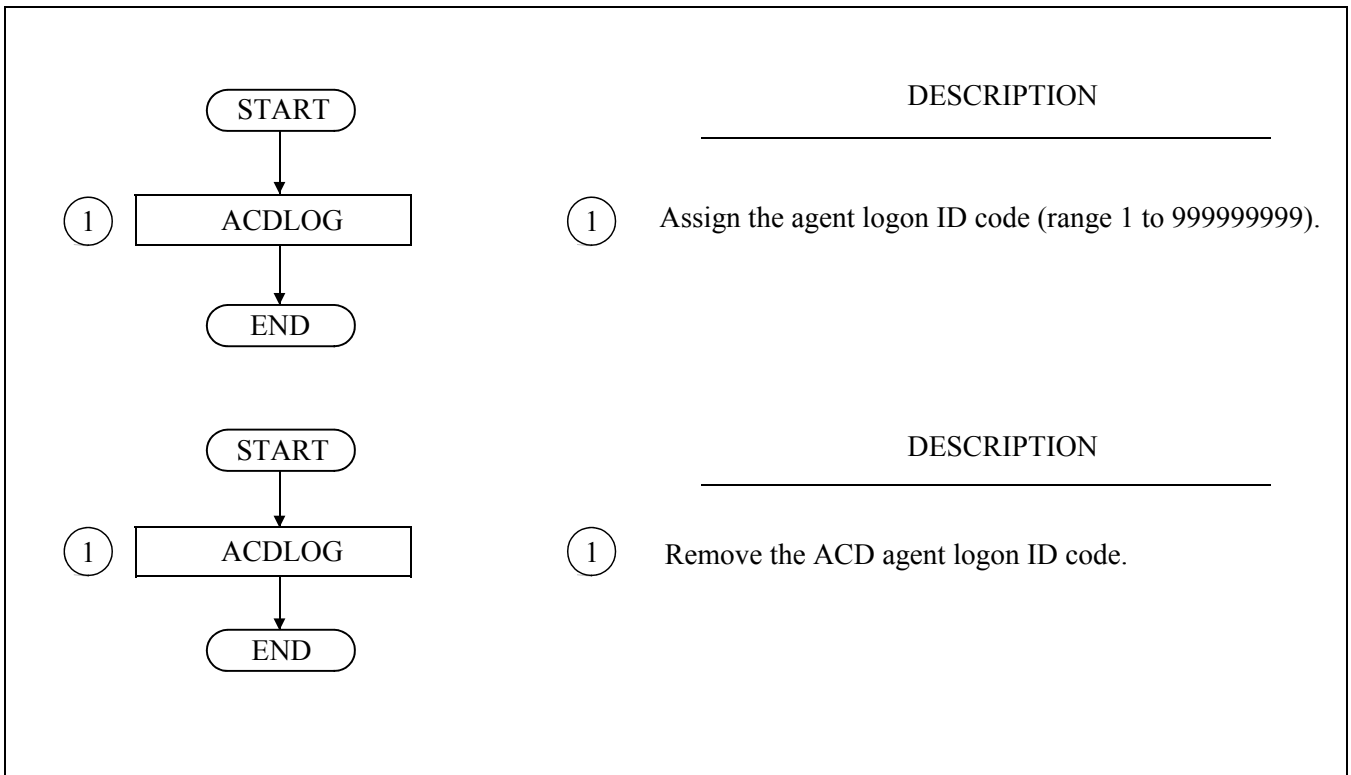 START
DESCRIPTION
1
ACDLOG
1
Assign the agent logon ID code (range 1 to 999999999).
END
START
DESCRIPTION
1
ACDLOG
1
Remove the ACD agent logon ID code.
END